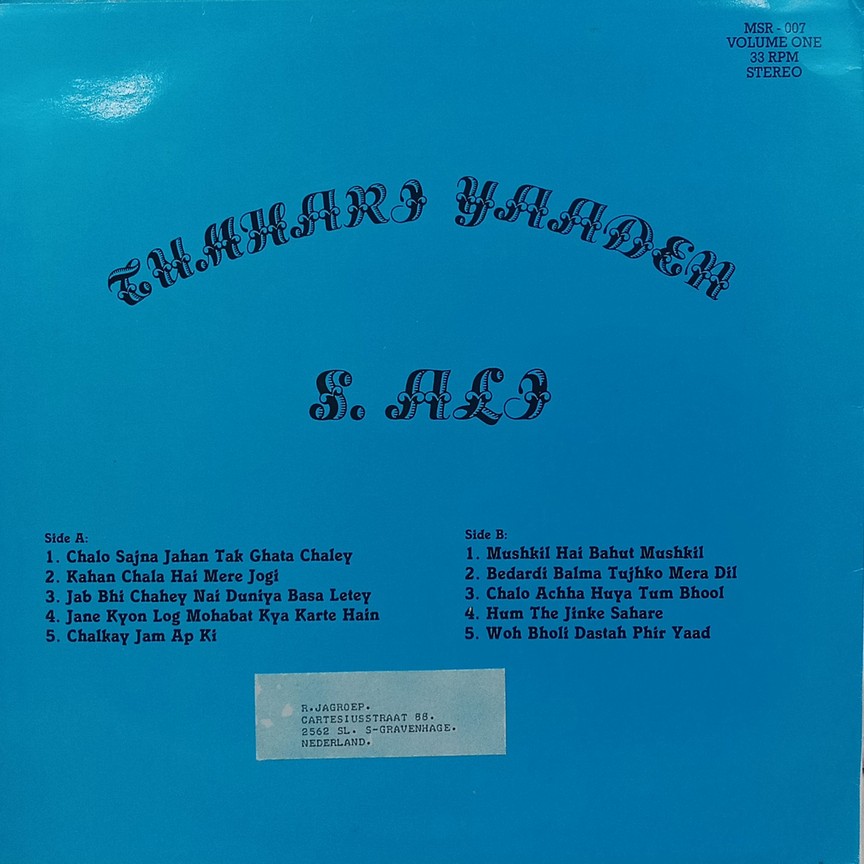 MSR - 007
VOLUME ONE
33 RPM
STEREO
TUMHARI YAADEN
S. ALI
Side A:
1. Chalo Sajna Jahan Tak Ghata Chaley
2. Kahan Chala Hai Mere Jogi
3. Jab Bhi Chahey Nai Duniya Basa Letey
4. Jane Kyon Log Mohabat Kya Karte Hain
5. Chalkay Jam Ap Ki
Side B:
1. Mushkil Hai Bahut Mushkil
2. Bedardi Balma Tujhko Mera Dil
3. Chalo Achha Huya Tum Bhool
4. Hum The Jinke Sahare
5. Woh Bholi Dastah Phir Yaad
R.JAGROEP.
CARTESIUSSTRAAT 88.
2562 SL. S-GRAVENHAGE.
NEDERLAND.